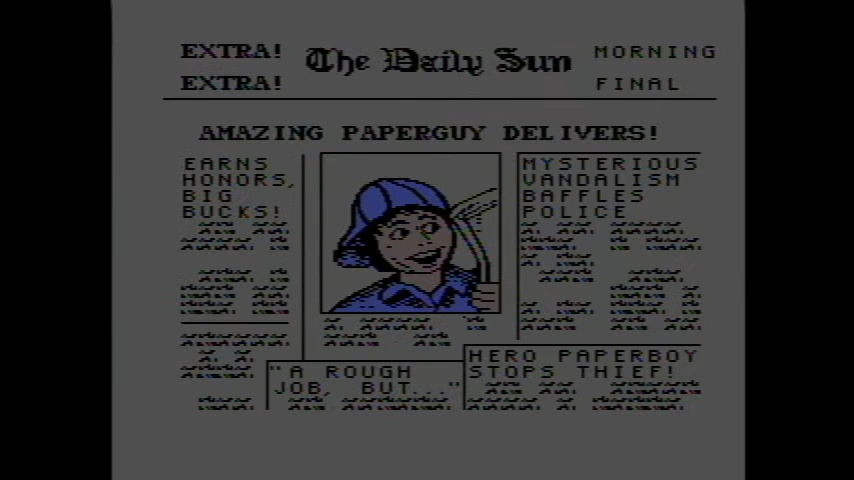 EXTRA!
EXTRA!
The Daily Sun
MORNING
FINAL
AMAZING PAPERGUY DELIVERS!
EARNS
HONORS,
BIG
BUCKS!
MYSTERIOUS
VANDALISM
BAFFLES
POLICE
"A ROUGH
JOB, BUT..."
HERO PAPERBOY
STOPS THIEF!